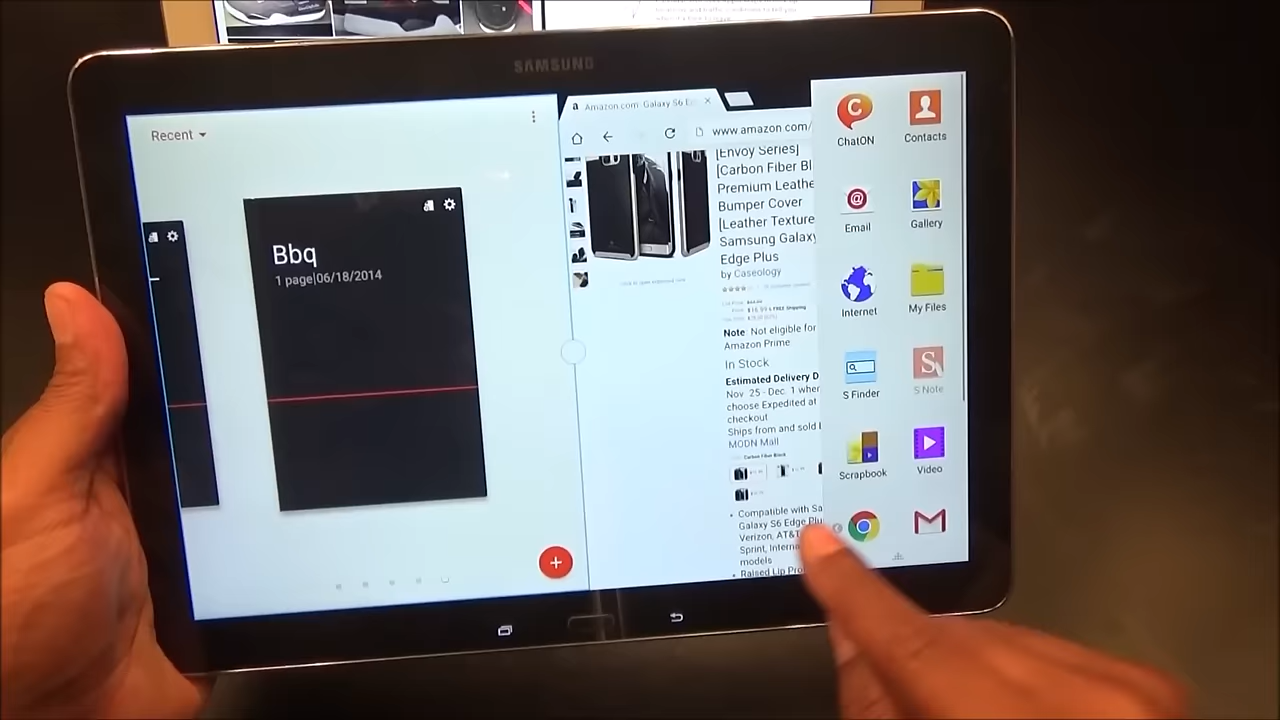 SAMSUNG
Recent
Bbq
1 page|06/18/2014
a Amazon.com: Galaxy S6 E
www.amazon.com/
[Envoy Series]
[Carbon Fiber Bl
Premium Leathe
Bumper Cover
[Leather Texture
Samsung Galaxy
Edge Plus
by Caseology
Note: Not eligible for
Amazon Prime
In Stock
Estimated Delivery D
Nov. 25 - Dec. 1 when
choose Expedited at
checkout
Ships from and sold b
MODN Mall
Carbon Fiber Black
• Compatible with Sa
Galaxy S6 Edge Plu
Verizon, AT&T
Sprint, Interna
models
• Raised Lip Pro
ChatON
Contacts
@
Email
Gallery
Internet
My Files
S Finder
S Note
Scrapbook
Video